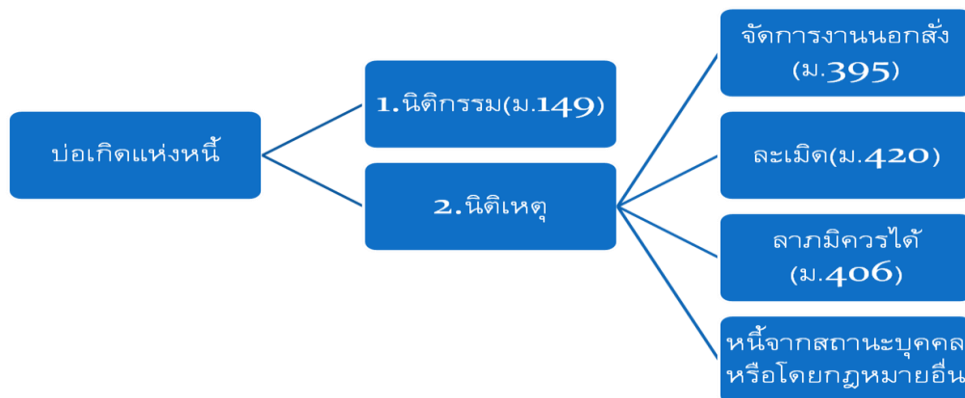 บ่อเกิดแห่งหนี้
1.นิติกรรม(ม.149)
2.นิติเหตุ
จัดการงานนอกสั่ง
(ม.395)
ละเมิด(ม.420)
ลาภมิควรได้
(ม.406)
หนี้จากสถานะบุคคล
หรือโดยกฎหมายอื่น